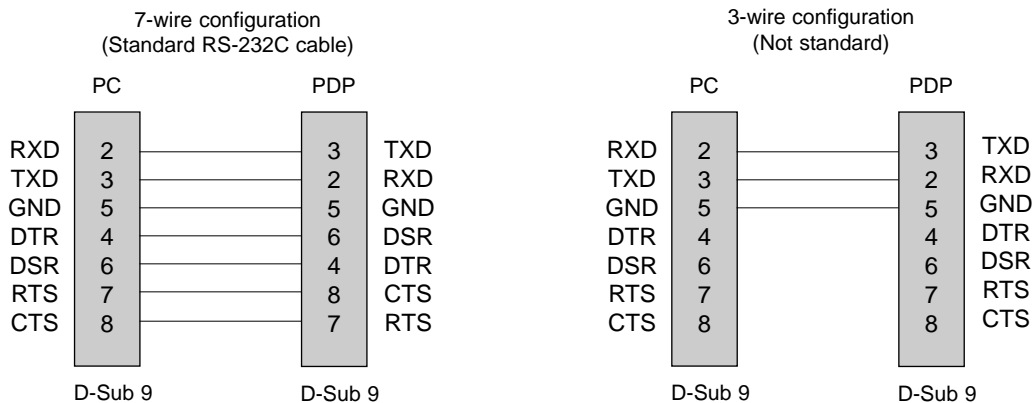 7-wire configuration
(Standard RS-232C cable)
PC PDP
RXD 2 3 TXD
TXD 3 2 RXD
GND 5 5 GND
DTR 4 6 DSR
DSR 6 4 DTR
RTS 7 8 CTS
CTS 8 7 RTS
D-Sub 9 D-Sub 9
3-wire configuration
(Not standard)
PC PDP
RXD 2 3 TXD
TXD 3 2 RXD
GND 5 5 GND
DTR 4 4 DTR
DSR 6 6 DSR
RTS 7 7 RTS
CTS 8 8 CTS
D-Sub 9 D-Sub 9